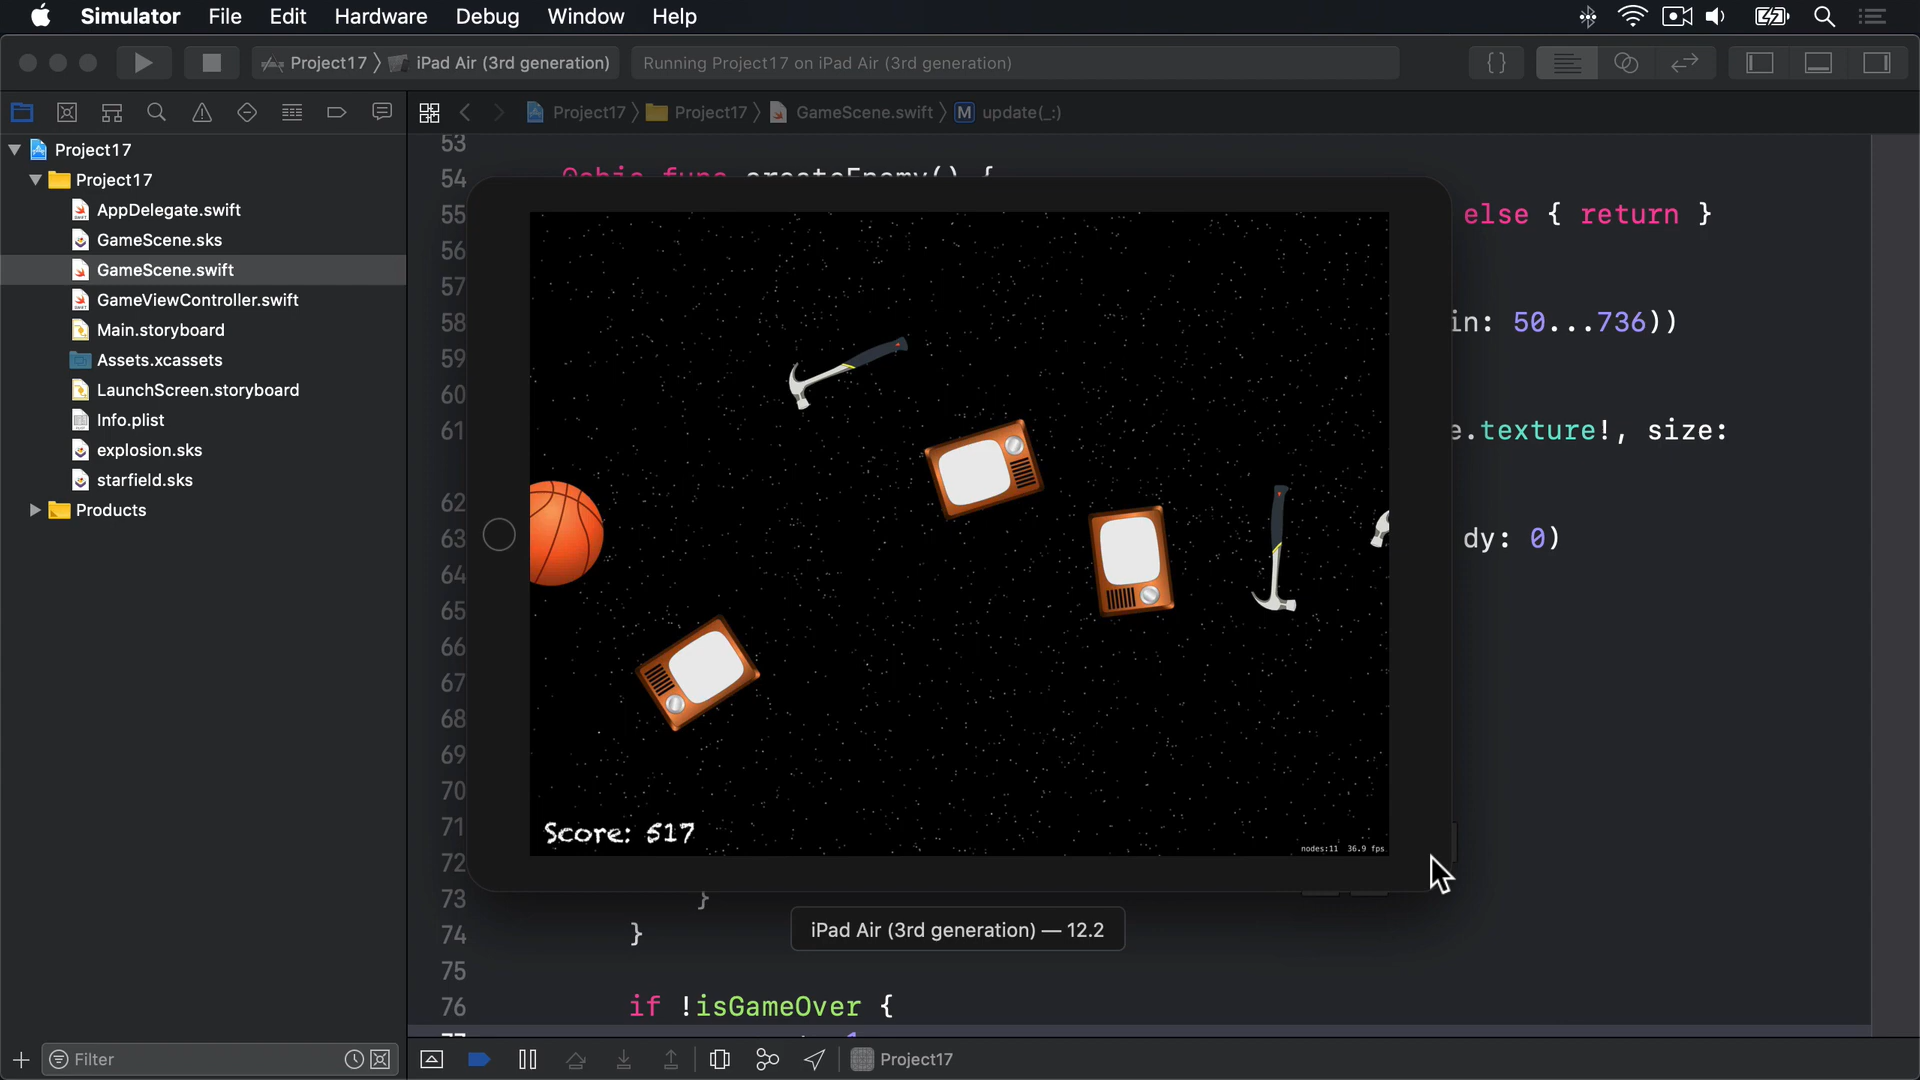 Simulator File Edit Hardware Debug Window Help
Project17 iPad Air (3rd generation) Running Project17 on iPad Air (3rd generation)
Project17 Project17 GameScene.swift M update(_:)
Project17
Project17
AppDelegate.swift
GameScene.sks
GameScene.swift
GameViewController.swift
Main.storyboard
Assets.xcassets
LaunchScreen.storyboard
Info.plist
explosion.sks
starfield.sks
Products
53
54 @objc func createEnemy() {
55 else { return }
56
57
58 in: 50...736))
59
60
61 e.texture!, size:
62
63 dy: 0)
64
65
66
67
68
69
70
71
72
73 }
74 }
75
76 if !isGameOver {
77
Score: 517
nodes:11 36.9 fps
iPad Air (3rd generation) — 12.2
Filter
Project17